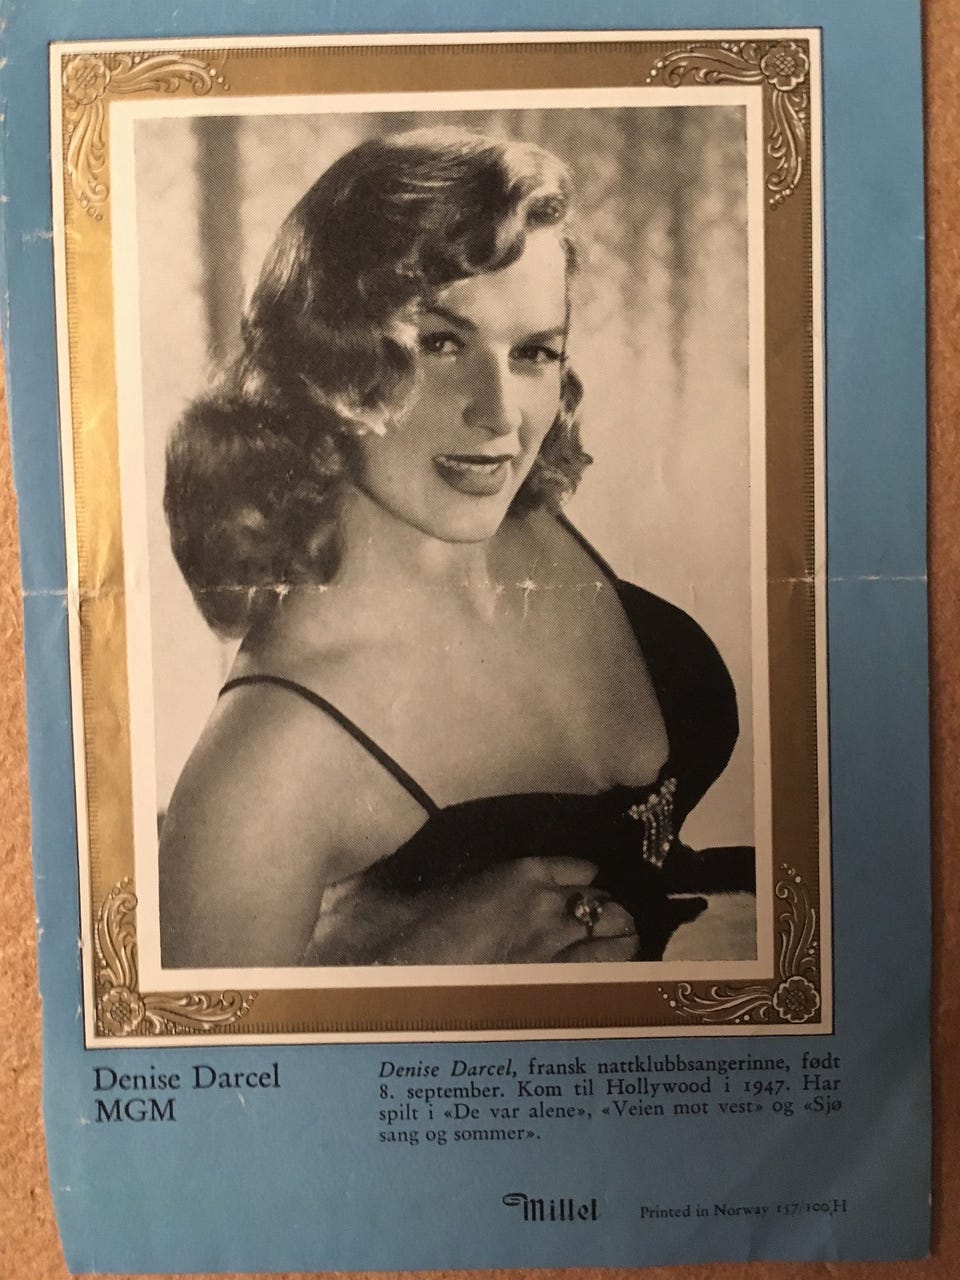 Denise Darcel
MGM
Denise Darcel, fransk nattklubbsangerinne, født
8. september. Kom til Hollywood i 1947. Har
spilt i «De var alene», «Veien mot vest» og «Sjø
sang og sommer».
Millel
Printed in Norway 157/100,H